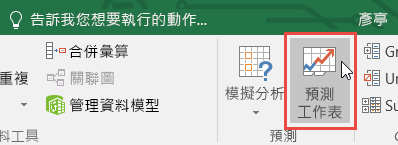 告訴我您想要執行的動作...
彥亭
合併彙算
重複
關聯圖
管理資料模型
料工具
模擬分析
預測
工作表
預測
Gr
Un
Su